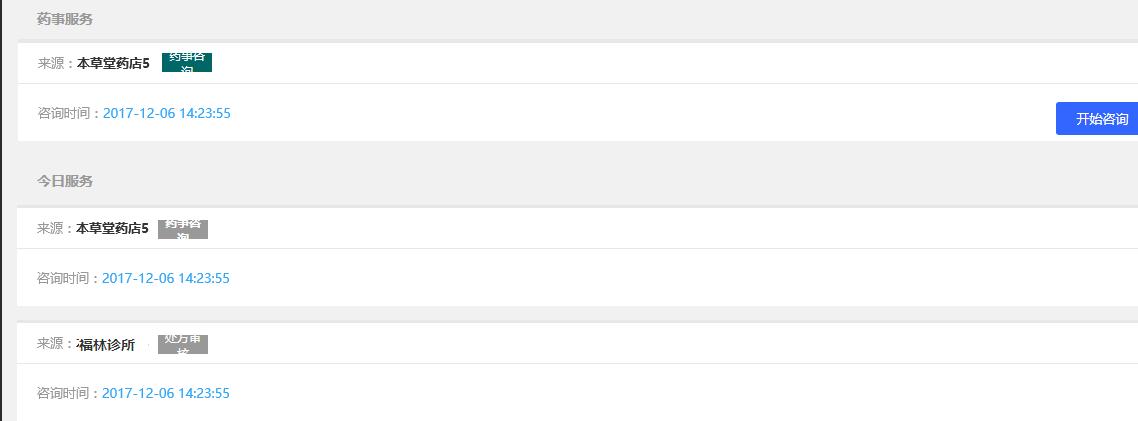 药事服务
来源：本草堂药店5 药事咨
询
咨询时间：2017-12-06 14:23:55
开始咨询
今日服务
来源：本草堂药店5 药事咨
询
咨询时间：2017-12-06 14:23:55
来源：福林诊所 处方审
核
咨询时间：2017-12-06 14:23:55